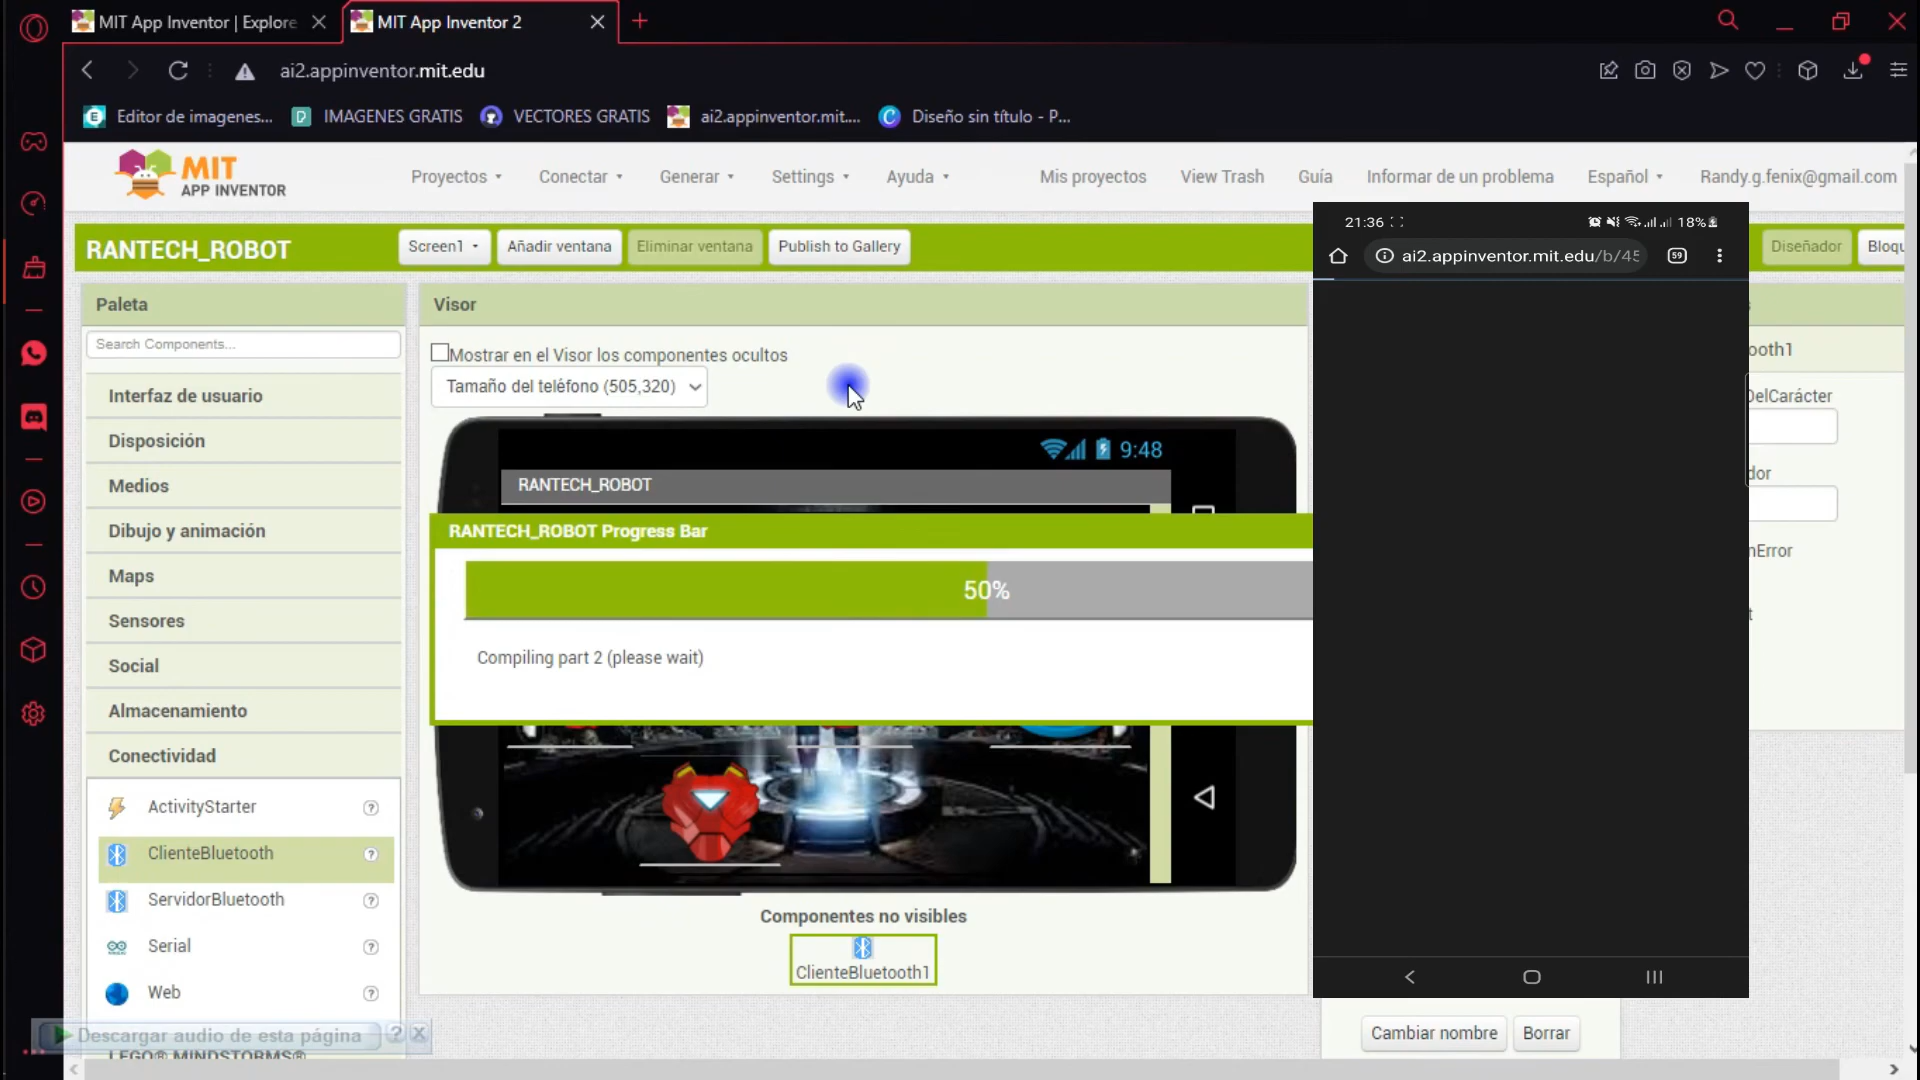 MIT App Inventor | Explore
MIT App Inventor 2
ai2.appinventor.mit.edu
Editor de imagenes...
IMAGENES GRATIS
VECTORES GRATIS
ai2.appinventor.mit....
Diseño sin título - P...
MIT
APP INVENTOR
Proyectos
Conectar
Generar
Settings
Ayuda
Mis proyectos
View Trash
Guía
Informar de un problema
Español
Randy.g.fenix@gmail.com
RANTECH_ROBOT
Screen1
Añadir ventana
Eliminar ventana
Publish to Gallery
Diseñador
Bloqu
21:36
18%
ai2.appinventor.mit.edu/b/45
59
Paleta
Search Components...
Interfaz de usuario
Disposición
Medios
Dibujo y animación
Maps
Sensores
Social
Almacenamiento
Conectividad
ActivityStarter
ClienteBluetooth
ServidorBluetooth
Serial
Web
LEGO® MINDSTORMS®
Descargar audio de esta página
Visor
Mostrar en el Visor los componentes ocultos
Tamaño del teléfono (505,320)
9:48
RANTECH_ROBOT
RANTECH_ROBOT Progress Bar
50%
Compiling part 2 (please wait)
Componentes no visibles
ClienteBluetooth1
ooth1
DelCarácter
dor
nError
t
Cambiar nombre
Borrar